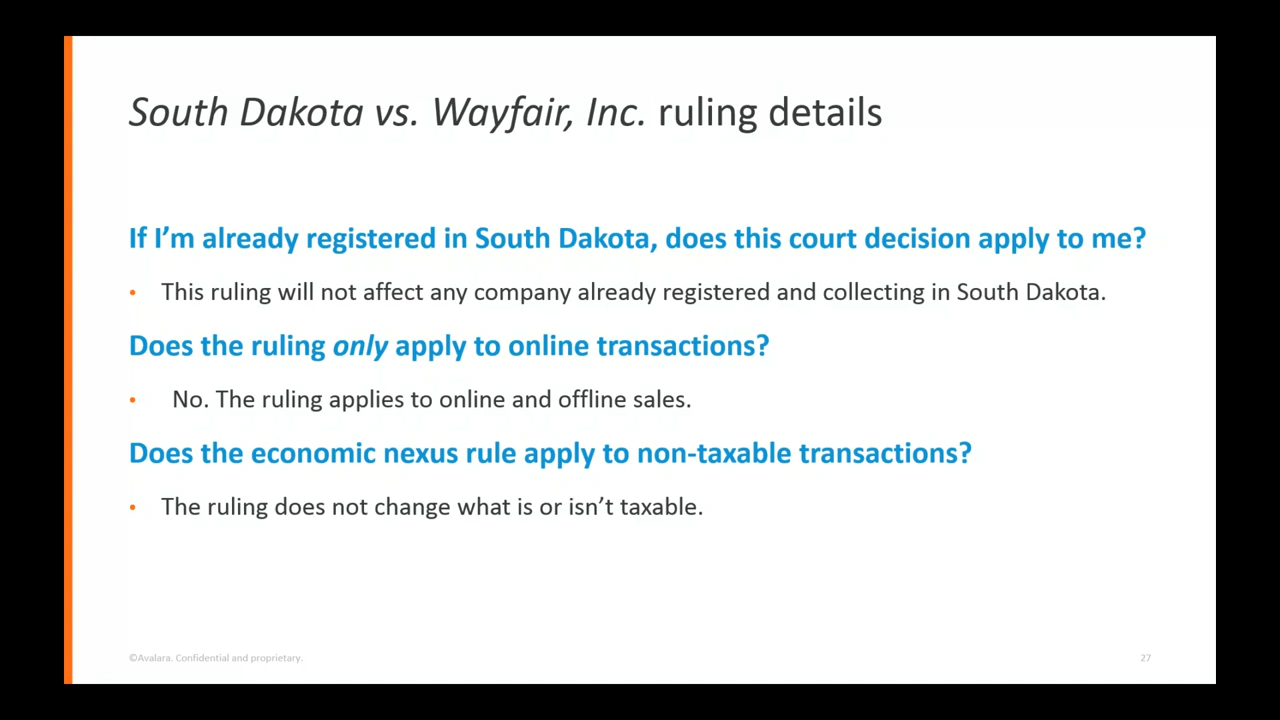 South Dakota vs. Wayfair, Inc. ruling details
If I’m already registered in South Dakota, does this court decision apply to me?
• This ruling will not affect any company already registered and collecting in South Dakota.
Does the ruling only apply to online transactions?
• No. The ruling applies to online and offline sales.
Does the economic nexus rule apply to non-taxable transactions?
• The ruling does not change what is or isn’t taxable.
©Avalara. Confidential and proprietary.
27